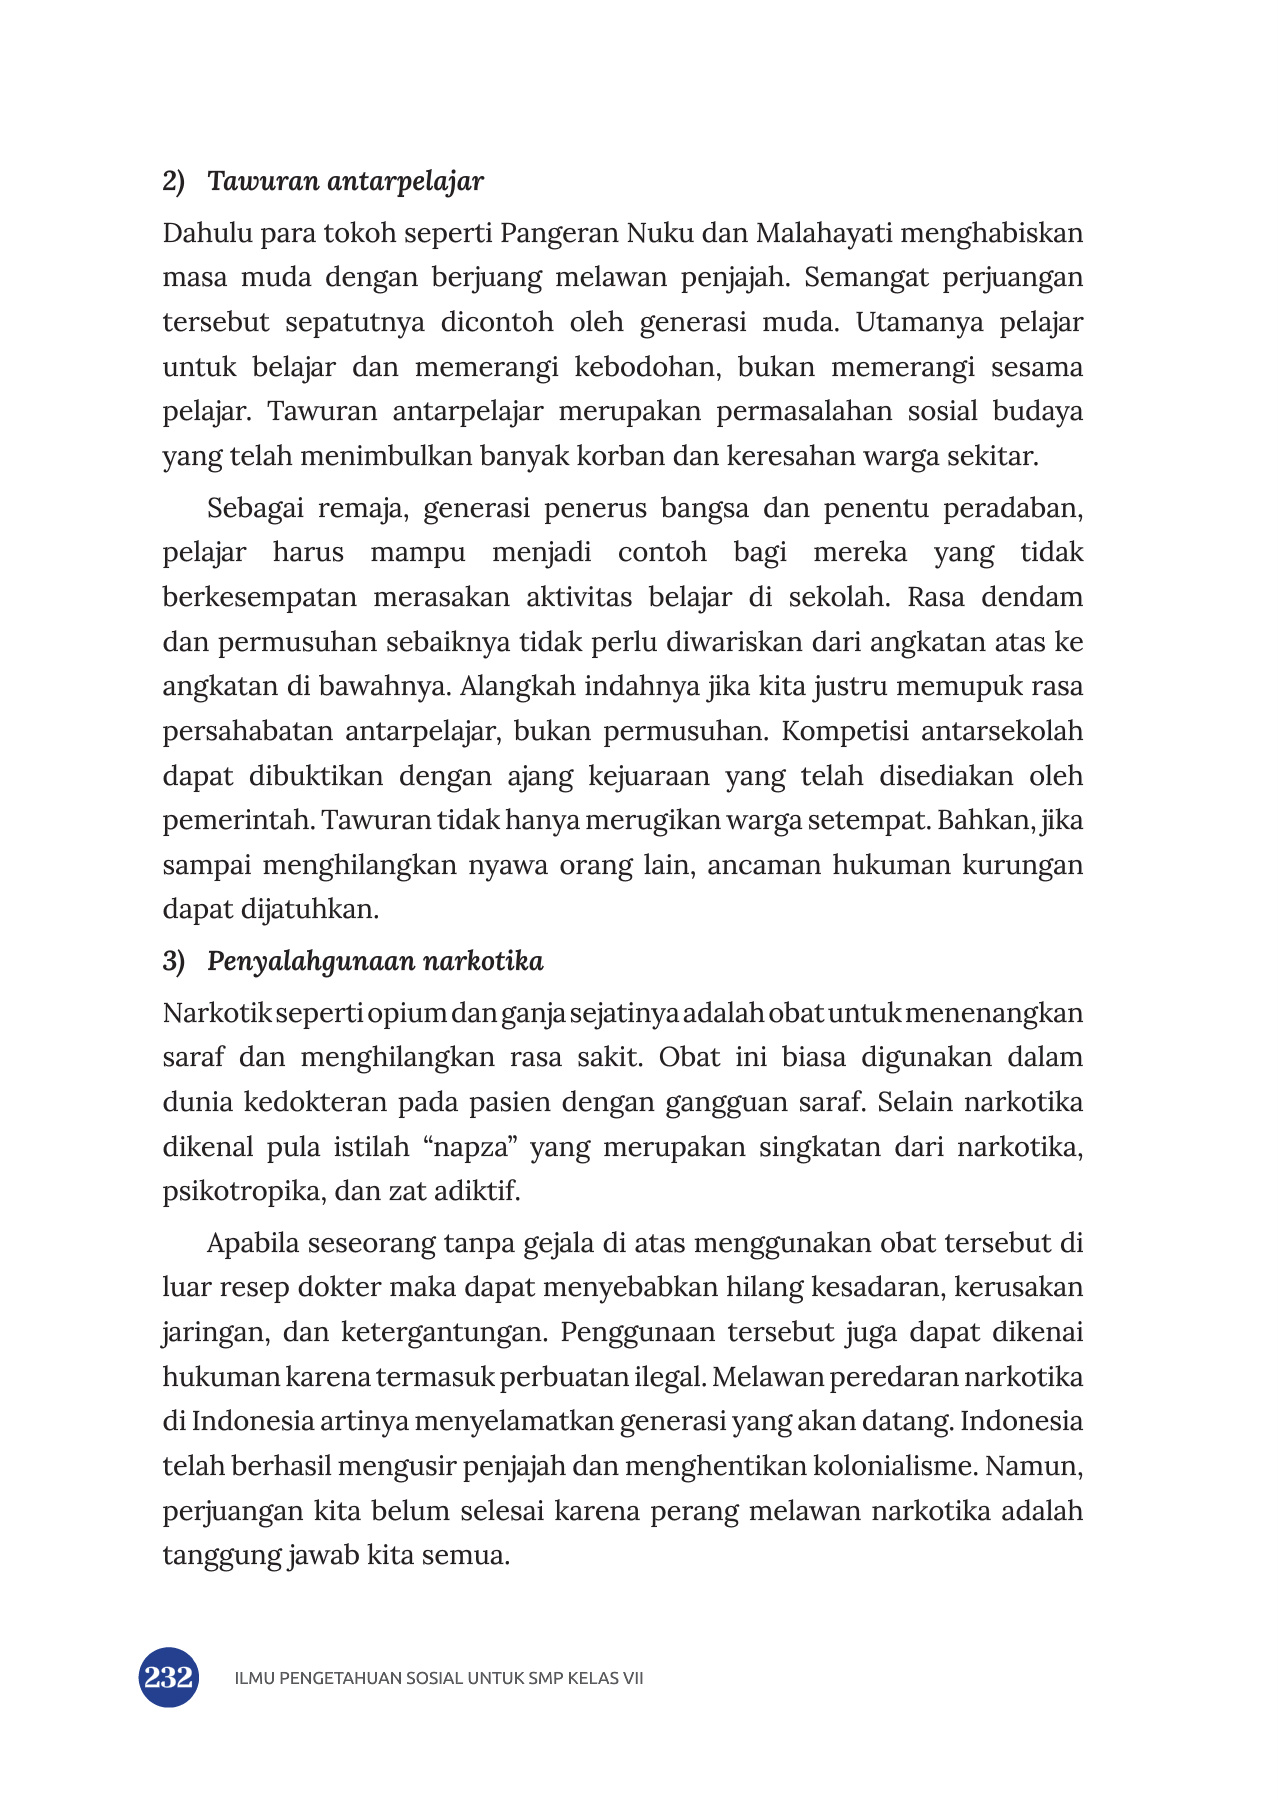 2) Tawuran antarpelajar
Dahulu para tokoh seperti Pangeran Nuku dan Malahayati menghabiskan
masa muda dengan berjuang melawan penjajah. Semangat perjuangan
tersebut sepatutnya dicontoh oleh generasi muda. Utamanya pelajar
untuk belajar dan memerangi kebodohan, bukan memerangi sesama
pelajar. Tawuran antarpelajar merupakan permasalahan sosial budaya
yang telah menimbulkan banyak korban dan keresahan warga sekitar.
Sebagai remaja, generasi penerus bangsa dan penentu peradaban,
pelajar harus mampu menjadi contoh bagi mereka yang tidak
berkesempatan merasakan aktivitas belajar di sekolah. Rasa dendam
dan permusuhan sebaiknya tidak perlu diwariskan dari angkatan atas ke
angkatan di bawahnya. Alangkah indahnya jika kita justru memupuk rasa
persahabatan antarpelajar, bukan permusuhan. Kompetisi antarsekolah
dapat dibuktikan dengan ajang kejuaraan yang telah disediakan oleh
pemerintah. Tawuran tidak hanya merugikan warga setempat. Bahkan, jika
sampai menghilangkan nyawa orang lain, ancaman hukuman kurungan
dapat dijatuhkan.
3) Penyalahgunaan narkotika
Narkotik seperti opium dan ganja sejatinya adalah obat untuk menenangkan
saraf dan menghilangkan rasa sakit. Obat ini biasa digunakan dalam
dunia kedokteran pada pasien dengan gangguan saraf. Selain narkotika
dikenal pula istilah “napza” yang merupakan singkatan dari narkotika,
psikotropika, dan zat adiktif.
Apabila seseorang tanpa gejala di atas menggunakan obat tersebut di
luar resep dokter maka dapat menyebabkan hilang kesadaran, kerusakan
jaringan, dan ketergantungan. Penggunaan tersebut juga dapat dikenai
hukuman karena termasuk perbuatan ilegal. Melawan peredaran narkotika
di Indonesia artinya menyelamatkan generasi yang akan datang. Indonesia
telah berhasil mengusir penjajah dan menghentikan kolonialisme. Namun,
perjuangan kita belum selesai karena perang melawan narkotika adalah
tanggung jawab kita semua.
232 ILMU PENGETAHUAN SOSIAL UNTUK SMP KELAS VII